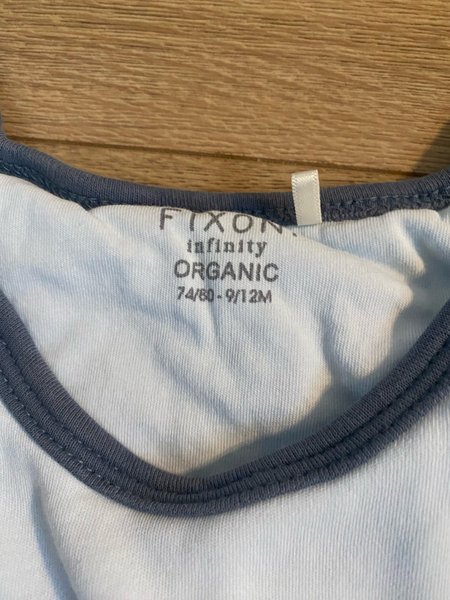 FIXONI
infinity
ORGANIC
74/80 - 9/12M